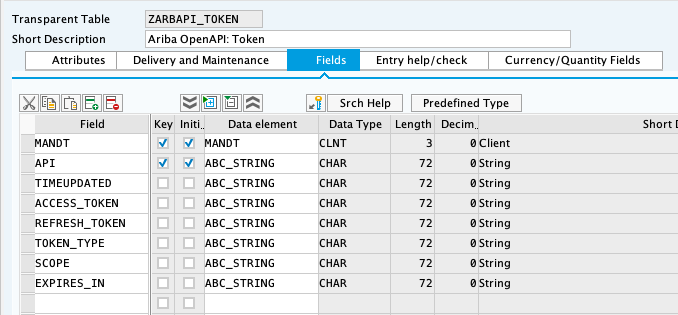 Transparent Table ZARBAPI_TOKEN
Short Description Ariba OpenAPI: Token
Attributes Delivery and Maintenance Fields Entry help/check Currency/Quantity Fields
Srch Help Predefined Type
Field Key Initi.. Data element Data Type Length Decim... Short D
MANDT MANDT CLNT 3 0 Client
API ABC_STRING CHAR 72 0 String
TIMEUPDATED ABC_STRING CHAR 72 0 String
ACCESS_TOKEN ABC_STRING CHAR 72 0 String
REFRESH_TOKEN ABC_STRING CHAR 72 0 String
TOKEN_TYPE ABC_STRING CHAR 72 0 String
SCOPE ABC_STRING CHAR 72 0 String
EXPIRES_IN ABC_STRING CHAR 72 0 String